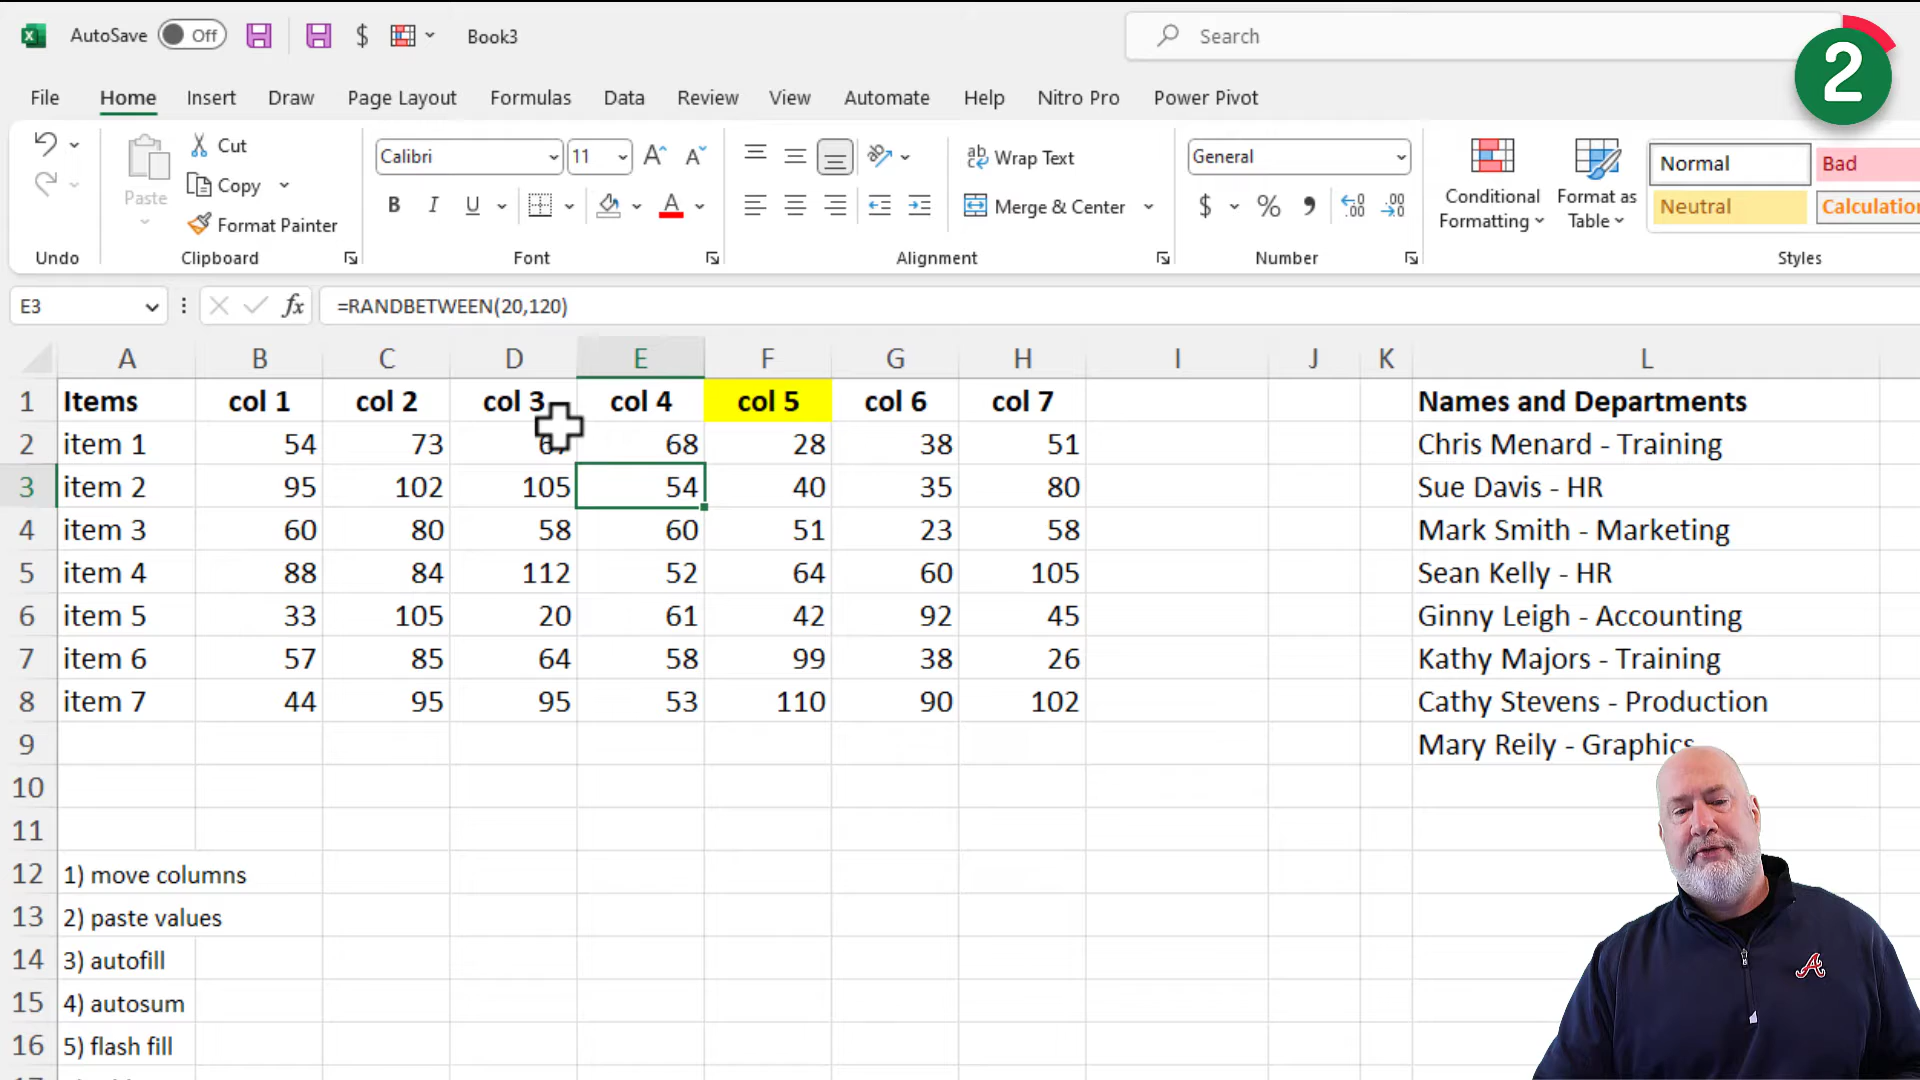 AutoSave Off $ Book3 Search 2
File Home Insert Draw Page Layout Formulas Data Review View Automate Help Nitro Pro Power Pivot
Paste
Cut
Copy
Format Painter
Calibri 11 A A
B I U A
ab Wrap Text
Merge & Center
General
$ % , .00
Conditional Formatting
Format as Table
Normal Bad
Neutral Calculatio
Undo Clipboard Font Alignment Number Styles
E3 fx =RANDBETWEEN(20,120)
A B C D E F G H I J K L
1 Items col 1 col 2 col 3 col 4 col 5 col 6 col 7 Names and Departments
2 item 1 54 73 68 28 38 51 Chris Menard - Training
3 item 2 95 102 105 54 40 35 80 Sue Davis - HR
4 item 3 60 80 58 60 51 23 58 Mark Smith - Marketing
5 item 4 88 84 112 52 64 60 105 Sean Kelly - HR
6 item 5 33 105 20 61 42 92 45 Ginny Leigh - Accounting
7 item 6 57 85 64 58 99 38 26 Kathy Majors - Training
8 item 7 44 95 95 53 110 90 102 Cathy Stevens - Production
9 Mary Reily - Graphics
10
11
12 1) move columns
13 2) paste values
14 3) autofill
15 4) autosum
16 5) flash fill
A